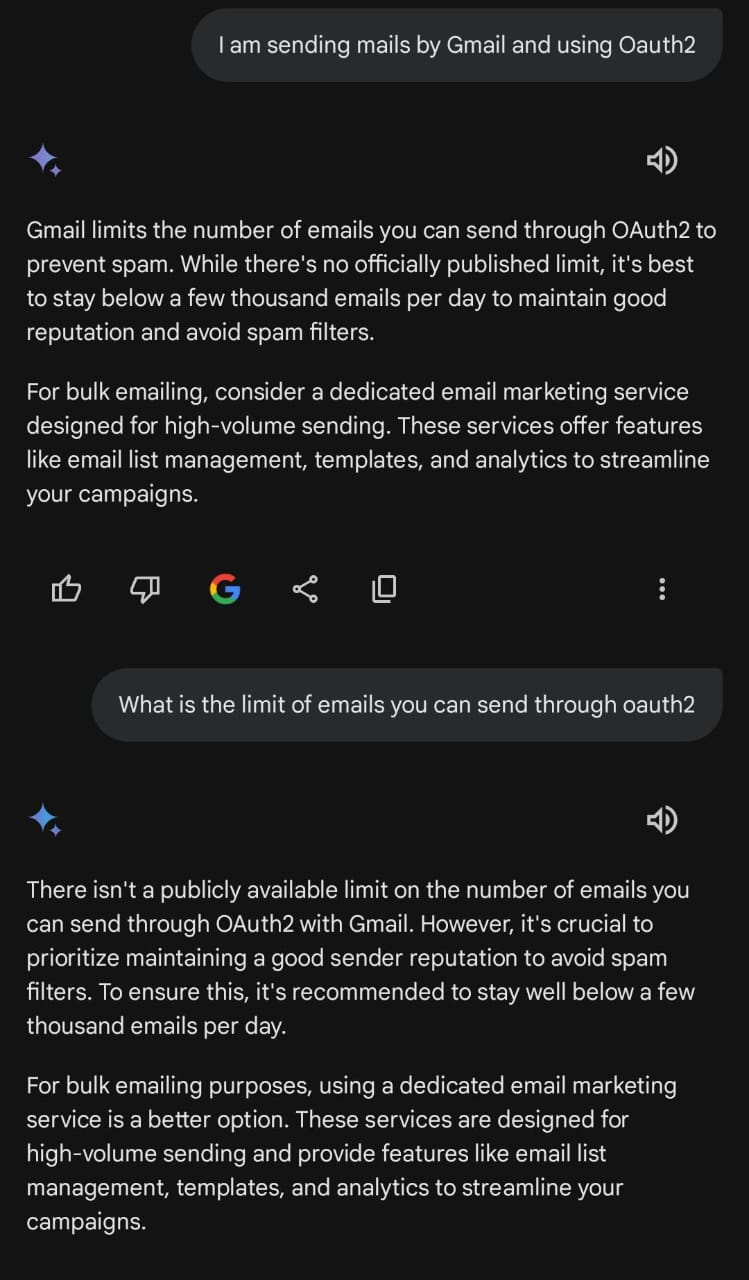 I am sending mails by Gmail and using Oauth2
Gmail limits the number of emails you can send through OAuth2 to
prevent spam. While there's no officially published limit, it's best
to stay below a few thousand emails per day to maintain good
reputation and avoid spam filters.
For bulk emailing, consider a dedicated email marketing service
designed for high-volume sending. These services offer features
like email list management, templates, and analytics to streamline
your campaigns.
What is the limit of emails you can send through oauth2
There isn't a publicly available limit on the number of emails you
can send through OAuth2 with Gmail. However, it's crucial to
prioritize maintaining a good sender reputation to avoid spam
filters. To ensure this, it's recommended to stay well below a few
thousand emails per day.
For bulk emailing purposes, using a dedicated email marketing
service is a better option. These services are designed for
high-volume sending and provide features like email list
management, templates, and analytics to streamline your
campaigns.